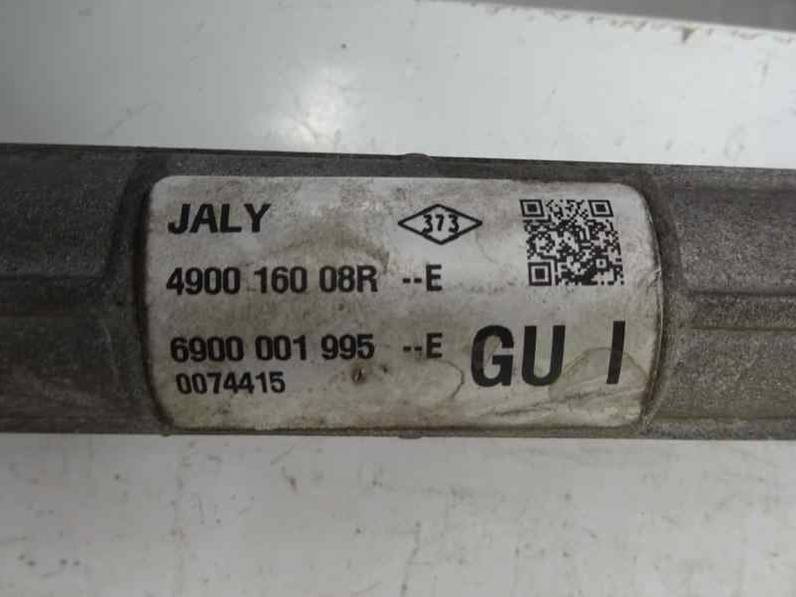 JALY 373
4900 160 08R --E
6900 001 995 --E GU I
0074415